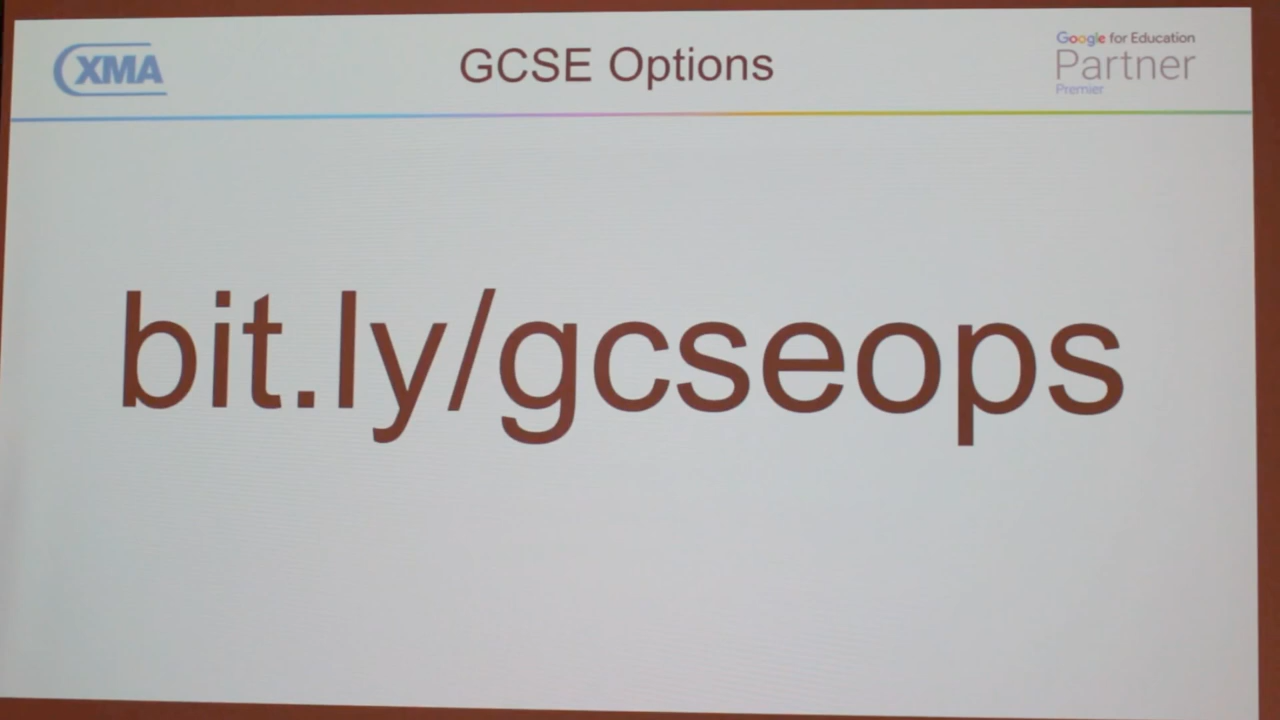 XMA
GCSE Options
Google for Education
Partner
Premier
bit.ly/gcseops